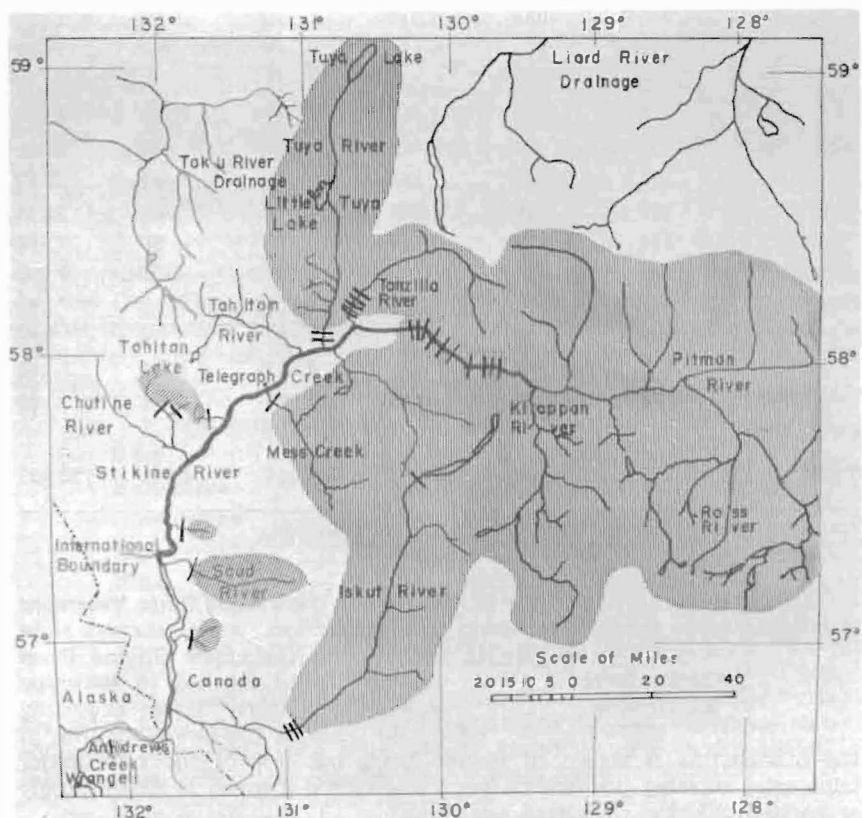 132° 131° 130° 129° 128°
59° 59°
Tuya Lake
Liard River
Drainage
Tuya River
Taku River
Drainage
Little Tuya
Lake
Tanzilla
River
Tahltan
River
58° 58°
Tahltan
Lake
Telegraph Creek
Pitman
River
Chutine
River
Klappan
River
Mess Creek
Stikine River
Ross
River
International
Boundary
Scud
River
Iskut River
57° 57°
Scale of Miles
20 15 10 5 0 20 40
Alaska
Canada
Andrews
Creek
Wrangell
132° 131° 130° 129° 128°